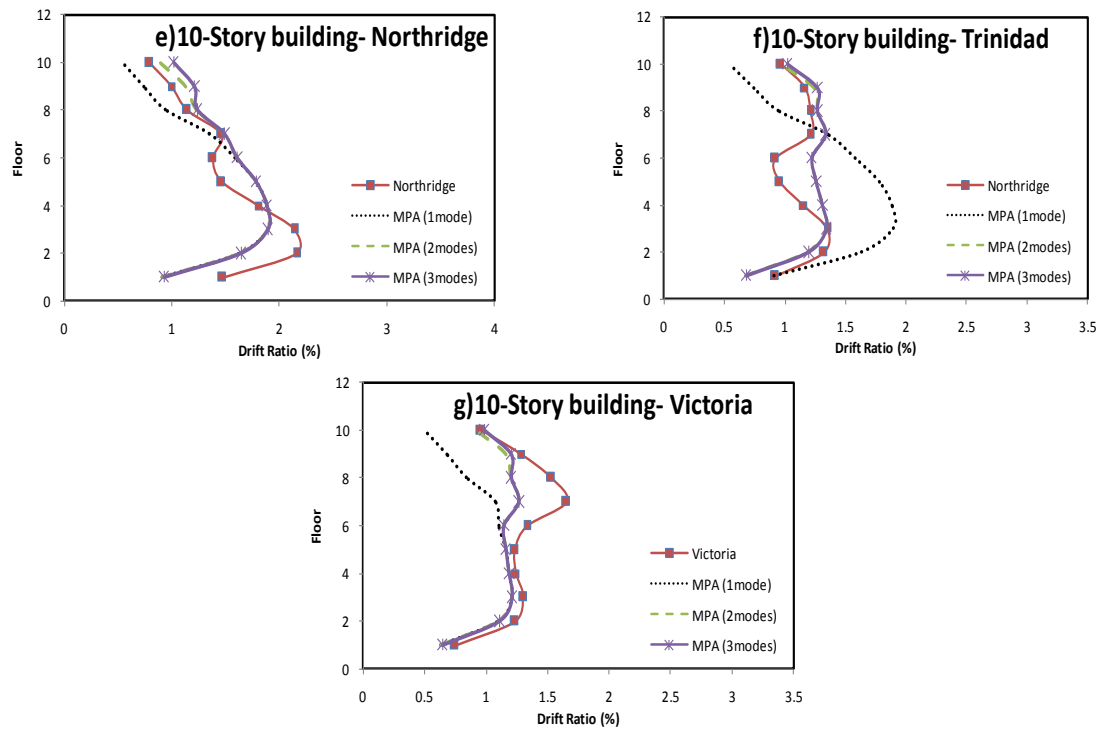 e)10-Story building- Northridge
12
10
8
6
4
2
0
Floor
Northridge
MPA (1mode)
MPA (2modes)
MPA (3modes)
0
1
2
3
4
Drift Ratio (%)
f)10-Story building- Trinidad
12
10
8
6
4
2
0
Floor
Northridge
MPA (1mode)
MPA (2modes)
MPA (3modes)
0
0.5
1
1.5
2
2.5
3
3.5
Drift Ratio (%)
g)10-Story building- Victoria
12
10
8
6
4
2
0
Floor
Victoria
MPA (1mode)
MPA (2modes)
MPA (3modes)
0
0.5
1
1.5
2
2.5
3
3.5
Drift Ratio (%)